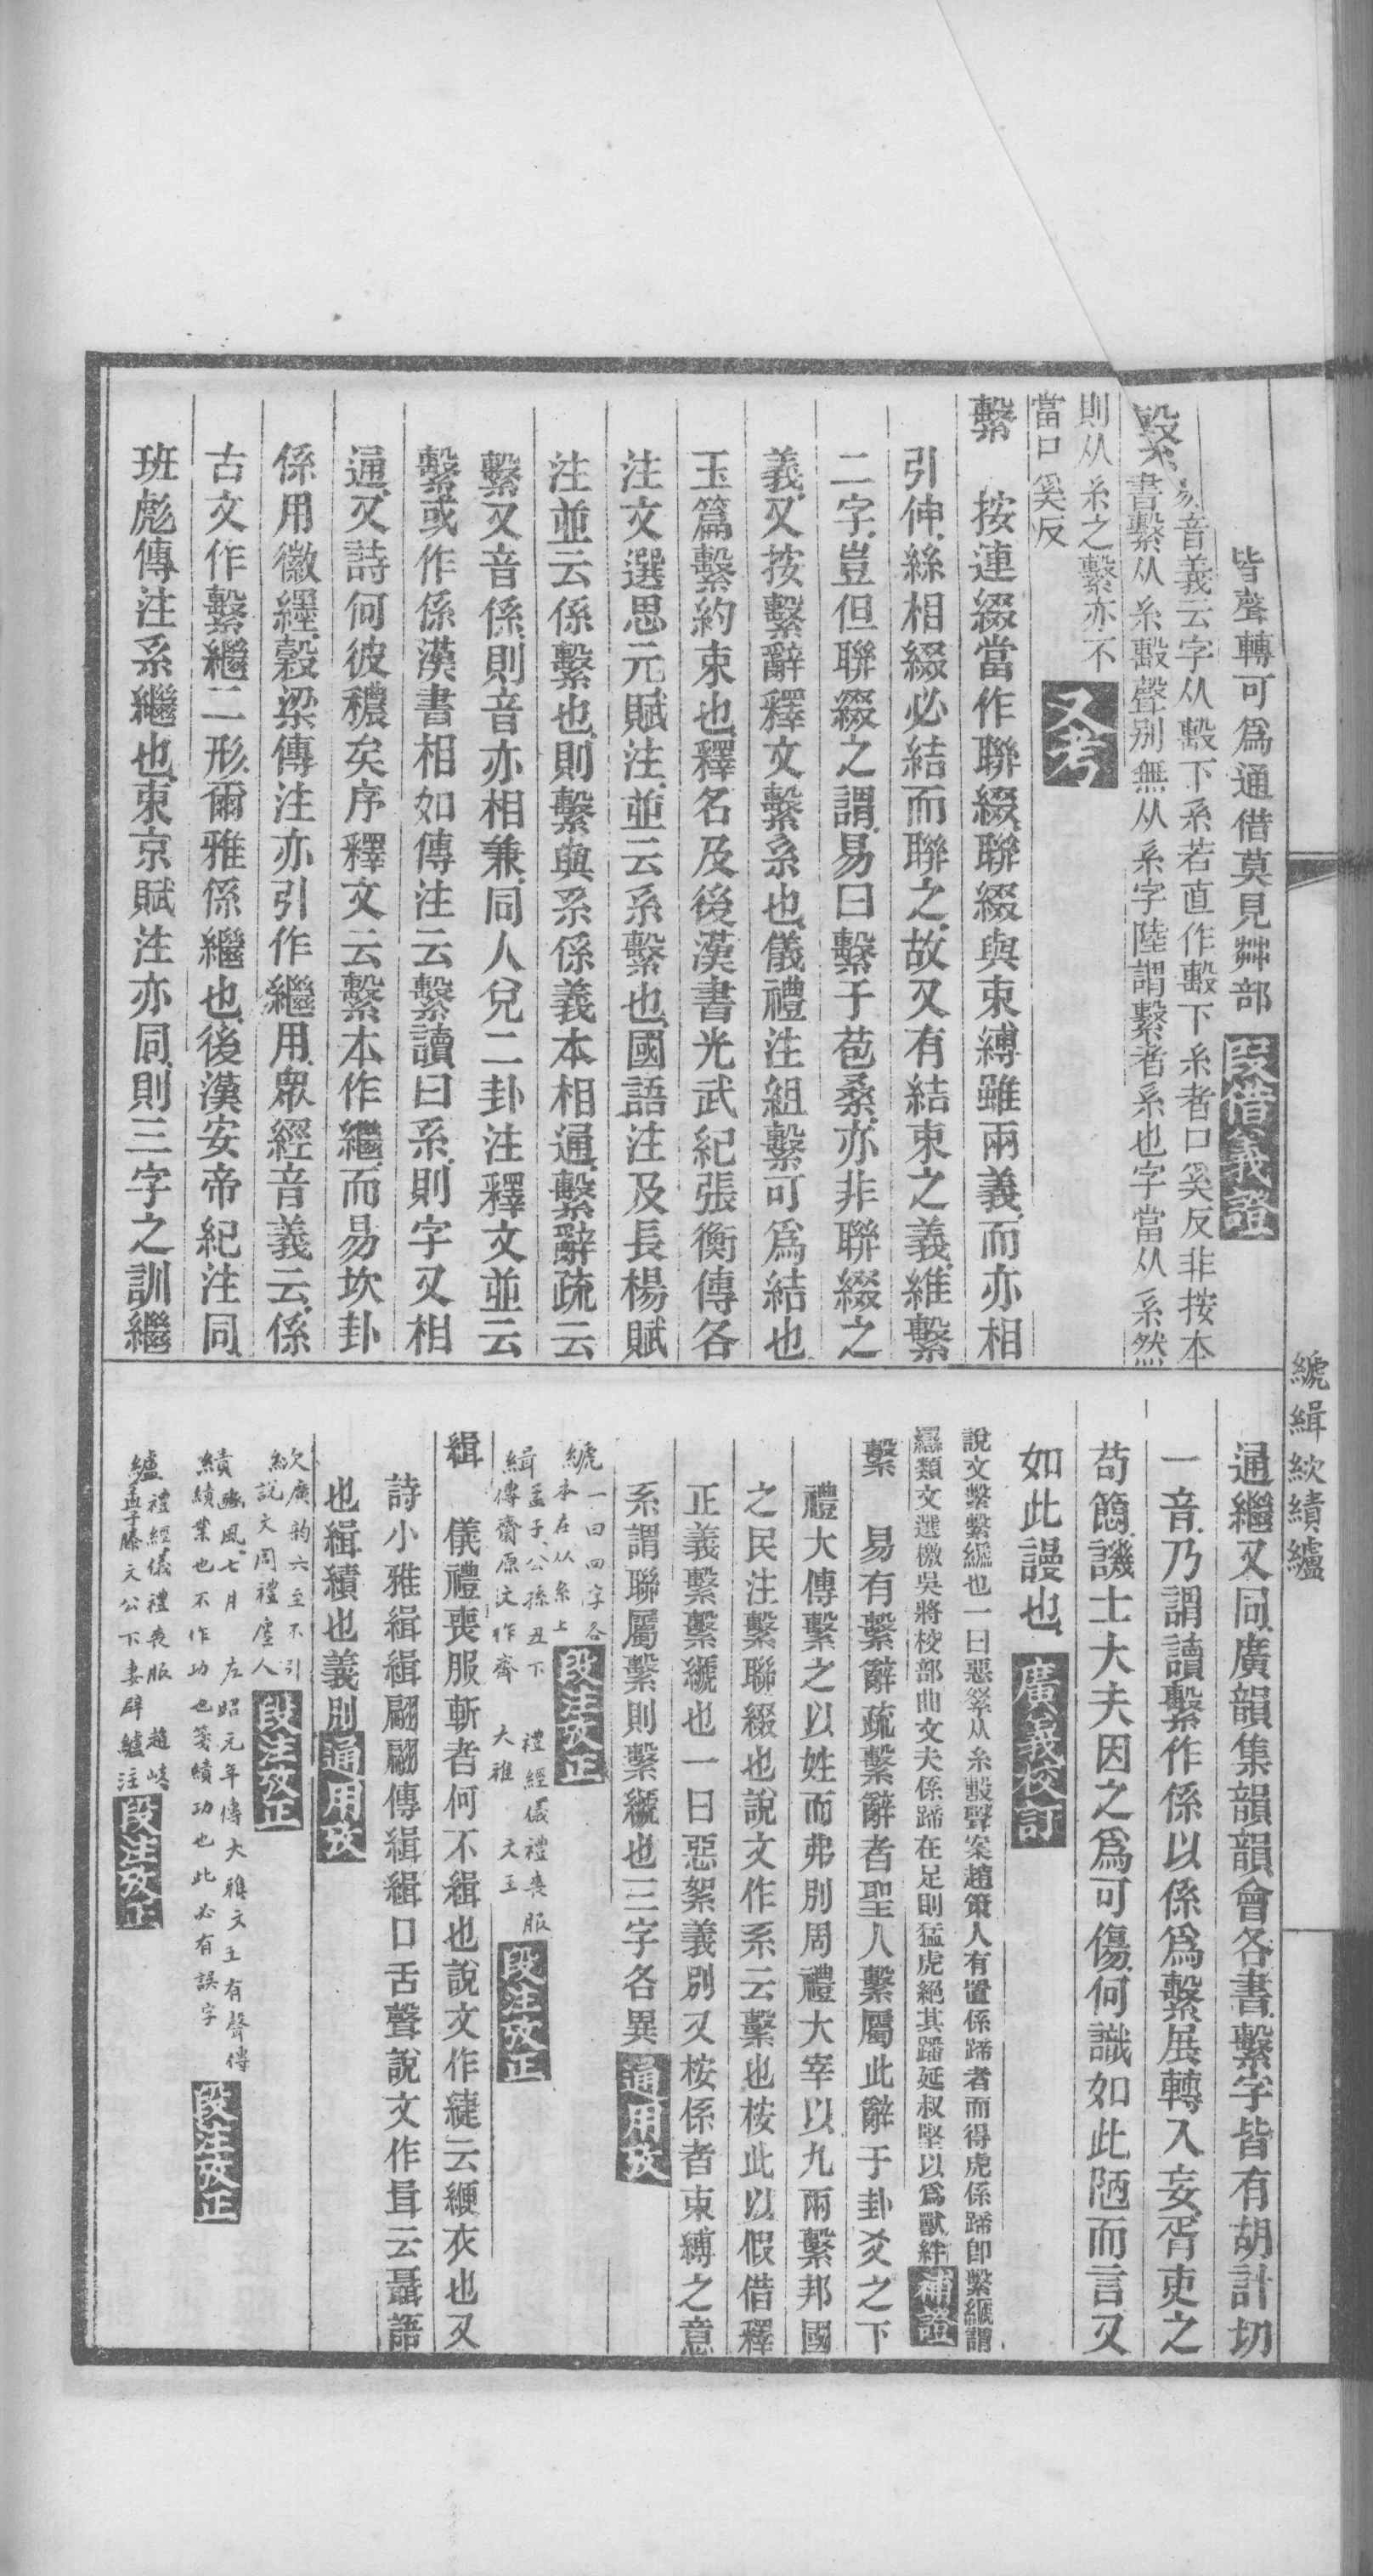 皆聲轉可爲通借莫見艸部 叚借義證
繫 易音義云字从毄下系若直作毄下糸者口奚反非按本
書繫从糸毄聲別無从系字陸謂繫者系也字當从系然
則从糸之繫亦不
當口奚反 又考
繫 按連綴當作聯綴聯綴與束縛雖兩義而亦相
引伸絲相綴必結而聯之故又有結束之義維繫
二字豈但聯綴之謂易曰繫于苞桑亦非聯綴之
義又按繫辭釋文繫系也儀禮注組繫可爲結也
玉篇繫約束也釋名及後漢書光武紀張衡傳各
注文選思元賦注並云系繫也國語注及長楊賦
注並云係繫也則繫與系係義本相通繫辭疏云
繫又音係則音亦相兼同人兌二卦注釋文並云
繫或作係漢書相如傳注云繫讀曰系則字又相
通又詩何彼穠矣序釋文云繫本作繼而易坎卦
係用徽纆穀梁傳注亦引作繼用眾經音義云係
古文作繫繼二形爾雅係繼也後漢安帝紀注同
班彪傳注系繼也東京賦注亦同則三字之訓繼
繘緝紁績纑
通繼又同廣韻集韻韻會各書繫字皆有胡計切
一音乃謂讀繫作係以係爲繫展轉入妄胥吏之
苟簡譏士大夫因之爲可傷何識如此陋而言又
如此謾也 廣義校訂
說文繫繫𦃇也一曰惡絮从糸毄聲案趙策人有置係蹄者而得虎係蹄卽繫𦃇謂
繯類文選檄吳將校部曲文夫係蹄在足則猛虎絕其蹯延叔堅以爲獸絆 補證
繫 易有繫辭疏繫辭者聖人繫屬此辭于卦爻之下
禮大傳繫之以姓而弗別周禮大宰以九兩繫邦國
之民注繫聯綴也說文作系云繫也桉此以假借釋
正義繫繫𦃇也一曰惡絮義別又桉係者束縛之意
系謂聯屬繫則繫𦃇也三字各異 通用攷
𦃇 一曰四字各
本在从糸上 段注攷正
緝 孟子公孫丑下 禮經儀禮喪服
傳齋原文作齊 大雅 文王 段注攷正
緝 儀禮喪服斬者何不緝也說文作緁云緶衣也又
詩小雅緝緝翩翩傳緝緝口舌聲說文作咠云聶語
也緝績也義別 通用攷
紁 廣韵六至不引
說文周禮廛人 段注攷正
績 豳風七月 左昭元年傳大雅文王有聲傳
績業也不作功也箋績功也此必有誤字 段注攷正
纑 禮經儀禮喪服 趙岐
孟子滕文公下妻辟纑注 段注攷正